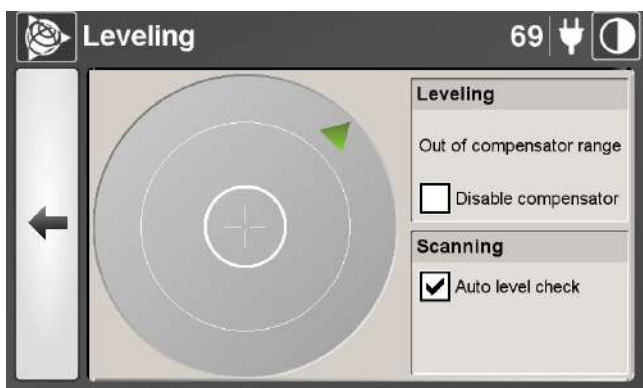 Leveling
69
Leveling
Out of compensator range
Disable compensator
Scanning
Auto level check